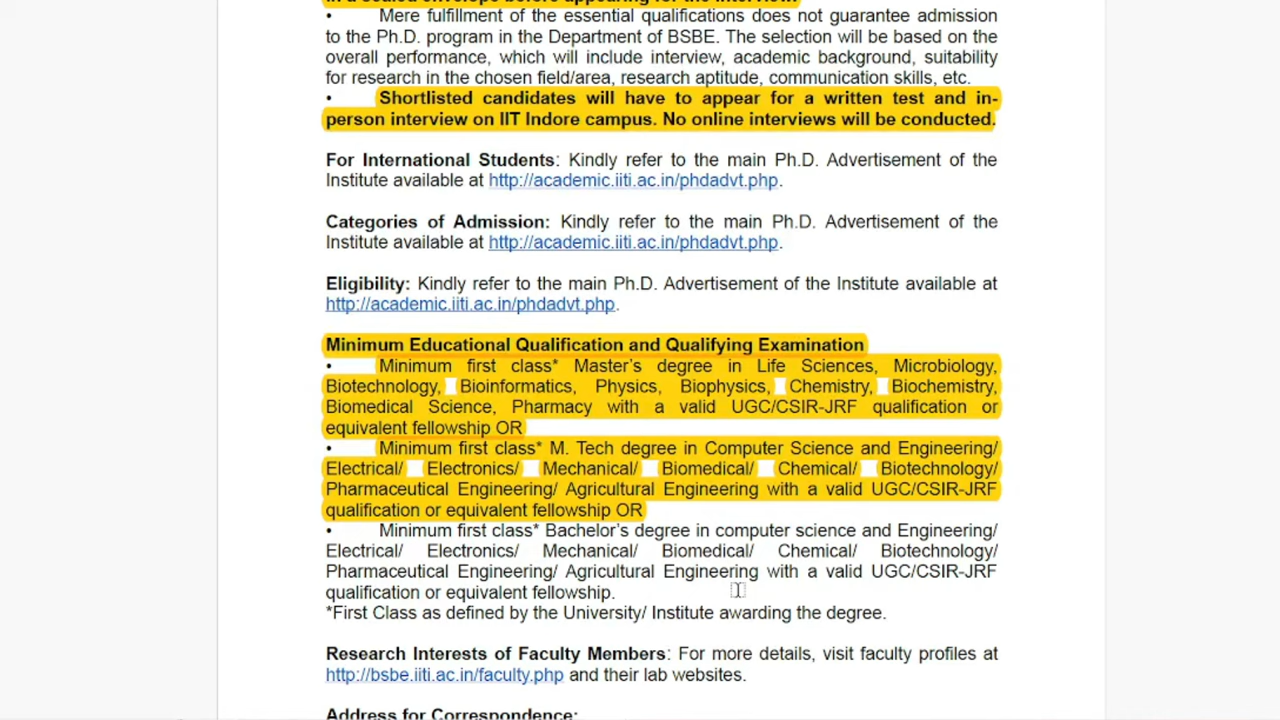 in a sealed envelope before appearing for the interview.
• Mere fulfillment of the essential qualifications does not guarantee admission
to the Ph.D. program in the Department of BSBE. The selection will be based on the
overall performance, which will include interview, academic background, suitability
for research in the chosen field/area, research aptitude, communication skills, etc.
• Shortlisted candidates will have to appear for a written test and in-
person interview on IIT Indore campus. No online interviews will be conducted.
For International Students: Kindly refer to the main Ph.D. Advertisement of the
Institute available at http://academic.iiti.ac.in/phdadvt.php.
Categories of Admission: Kindly refer to the main Ph.D. Advertisement of the
Institute available at http://academic.iiti.ac.in/phdadvt.php.
Eligibility: Kindly refer to the main Ph.D. Advertisement of the Institute available at
http://academic.iiti.ac.in/phdadvt.php.
Minimum Educational Qualification and Qualifying Examination
• Minimum first class* Master's degree in Life Sciences, Microbiology,
Biotechnology, Bioinformatics, Physics, Biophysics, Chemistry, Biochemistry,
Biomedical Science, Pharmacy with a valid UGC/CSIR-JRF qualification or
equivalent fellowship OR
• Minimum first class* M. Tech degree in Computer Science and Engineering/
Electrical/ Electronics/ Mechanical/ Biomedical/ Chemical/ Biotechnology/
Pharmaceutical Engineering/ Agricultural Engineering with a valid UGC/CSIR-JRF
qualification or equivalent fellowship OR
• Minimum first class* Bachelor's degree in computer science and Engineering/
Electrical/ Electronics/ Mechanical/ Biomedical/ Chemical/ Biotechnology/
Pharmaceutical Engineering/ Agricultural Engineering with a valid UGC/CSIR-JRF
qualification or equivalent fellowship.
*First Class as defined by the University/ Institute awarding the degree.
Research Interests of Faculty Members: For more details, visit faculty profiles at
http://bsbe.iiti.ac.in/faculty.php and their lab websites.
Address for Correspondence: